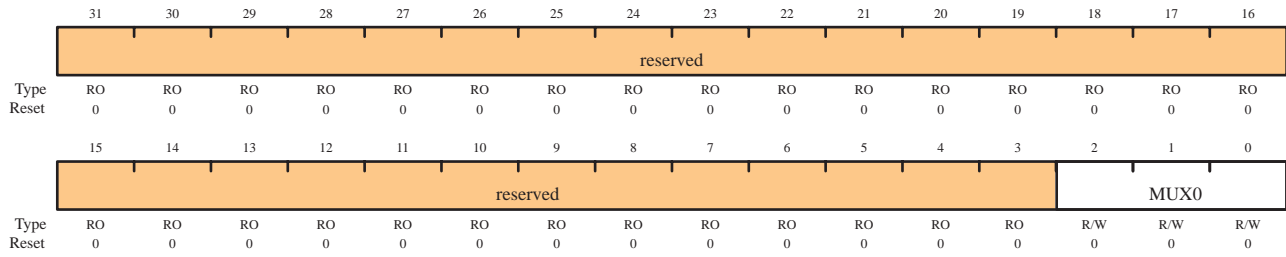 31 30 29 28 27 26 25 24 23 22 21 20 19 18 17 16
reserved
Type RO RO RO RO RO RO RO RO RO RO RO RO RO RO RO RO
Reset 0 0 0 0 0 0 0 0 0 0 0 0 0 0 0 0
15 14 13 12 11 10 9 8 7 6 5 4 3 2 1 0
reserved MUX0
Type RO RO RO RO RO RO RO RO RO RO RO RO RO R/W R/W R/W
Reset 0 0 0 0 0 0 0 0 0 0 0 0 0 0 0 0